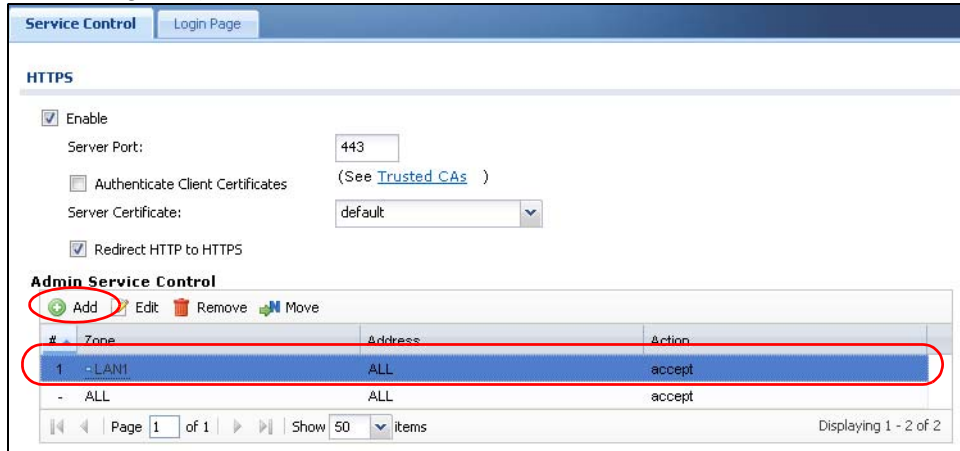 Service Control Login Page
HTTPS
Enable
Server Port: 443
Authenticate Client Certificates (See Trusted CAs )
Server Certificate: default
Redirect HTTP to HTTPS
Admin Service Control
Add Edit Remove Move
# Zone Address Action
1 LAN1 ALL accept
- ALL ALL accept
Page 1 of 1 Show 50 items Displaying 1 - 2 of 2